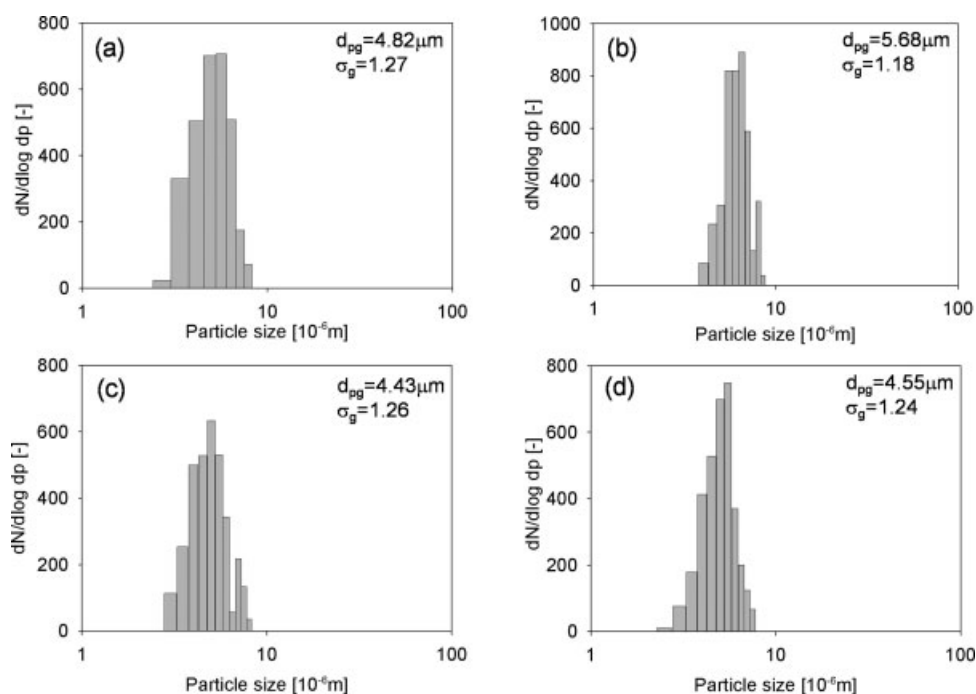 (a)
d_pg=4.82μm
σ_g=1.27
dN/dlog dp [-]
800
600
400
200
0
1
10
100
Particle size [10⁻⁶m]
(b)
d_pg=5.68μm
σ_g=1.18
dN/dlog dp [-]
1000
800
600
400
200
0
1
10
100
Particle size [10⁻⁶m]
(c)
d_pg=4.43μm
σ_g=1.26
dN/dlog dp [-]
800
600
400
200
0
1
10
100
Particle size [10⁻⁶m]
(d)
d_pg=4.55μm
σ_g=1.24
dN/dlog dp [-]
800
600
400
200
0
1
10
100
Particle size [10⁻⁶m]